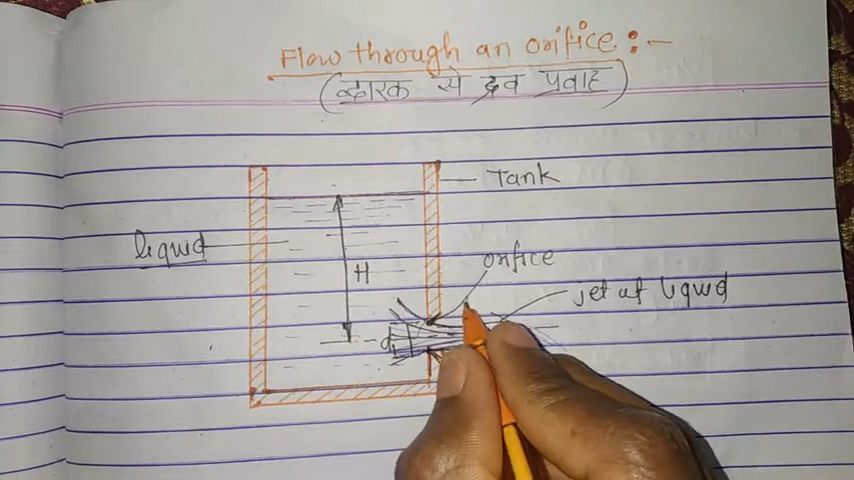 Flow through an orifice :-
(द्वारक से द्रव प्रवाह)
Tank
liquid
orifice
H
jet of liquid
d